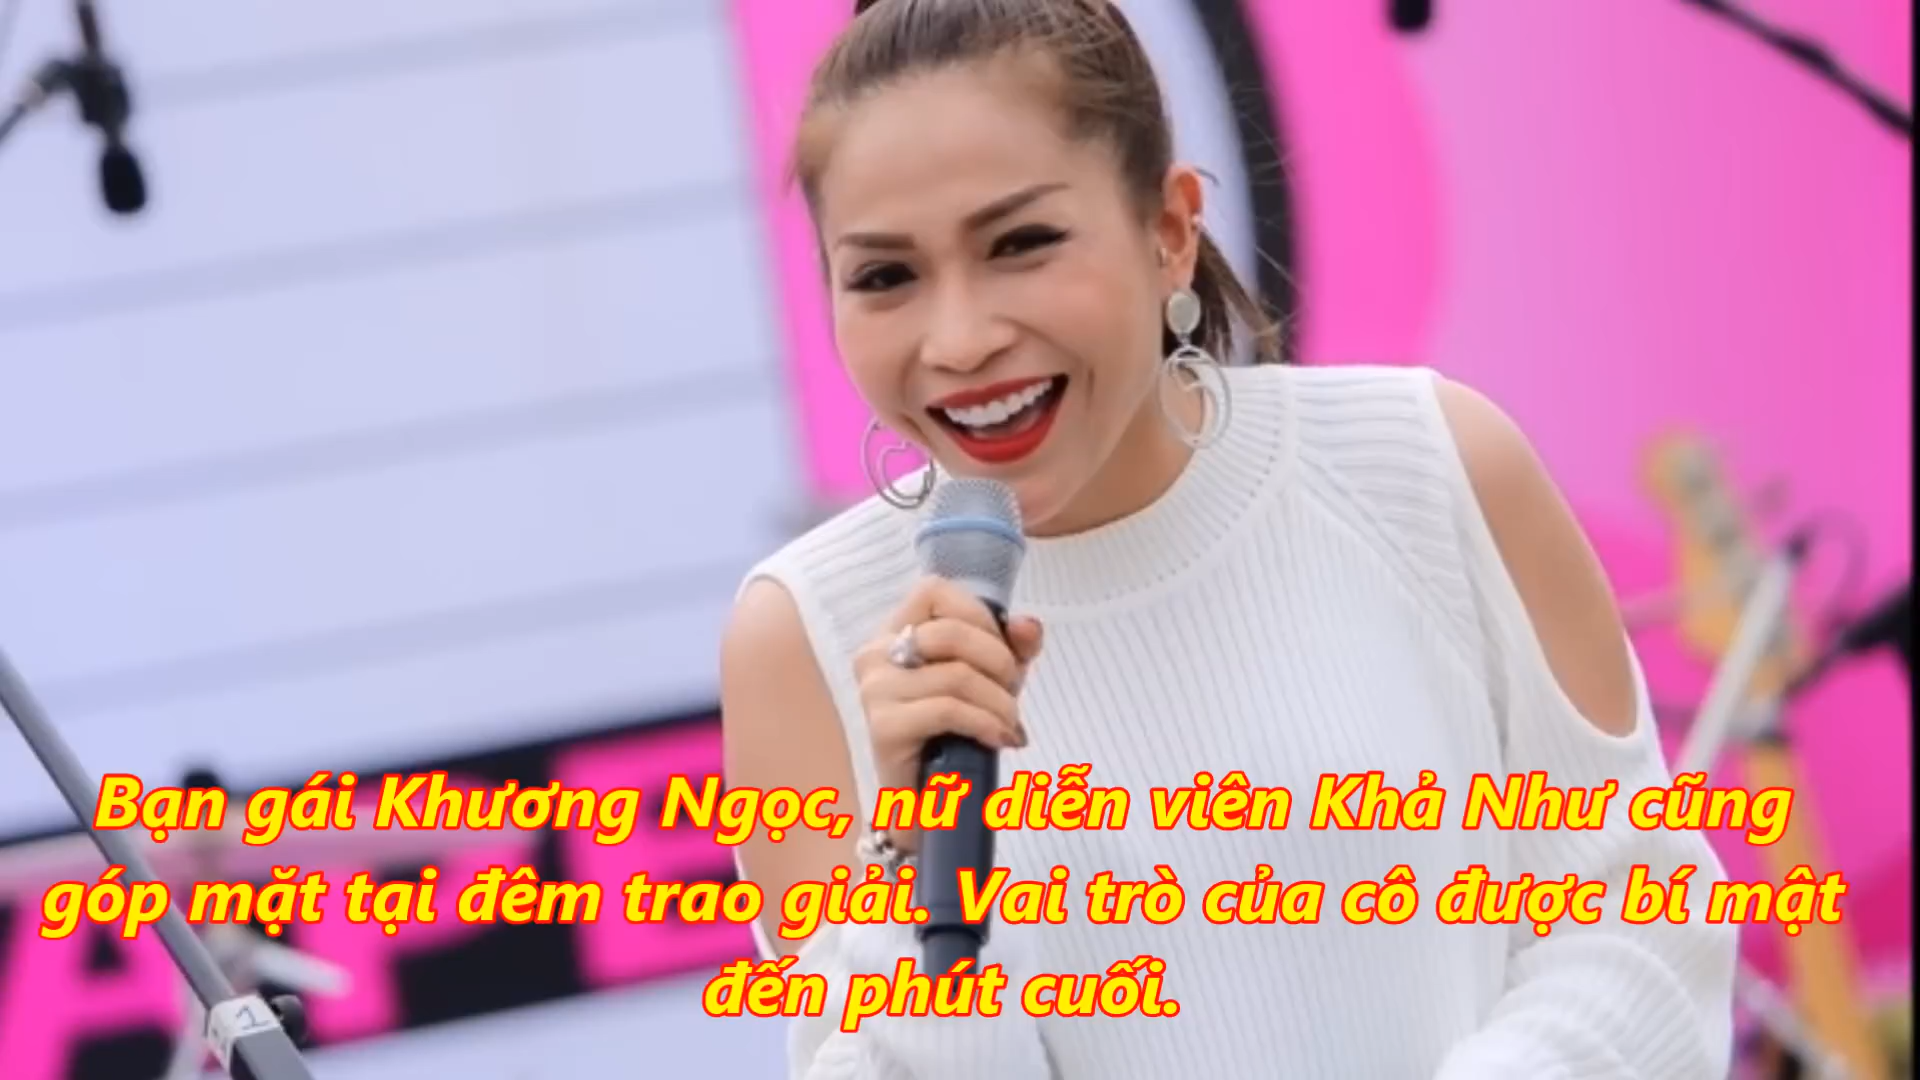 Bạn gái Khương Ngọc, nữ diễn viên Khả Như cũng
góp mặt tại đêm trao giải. Vai trò của cô được bí mật
đến phút cuối.
1